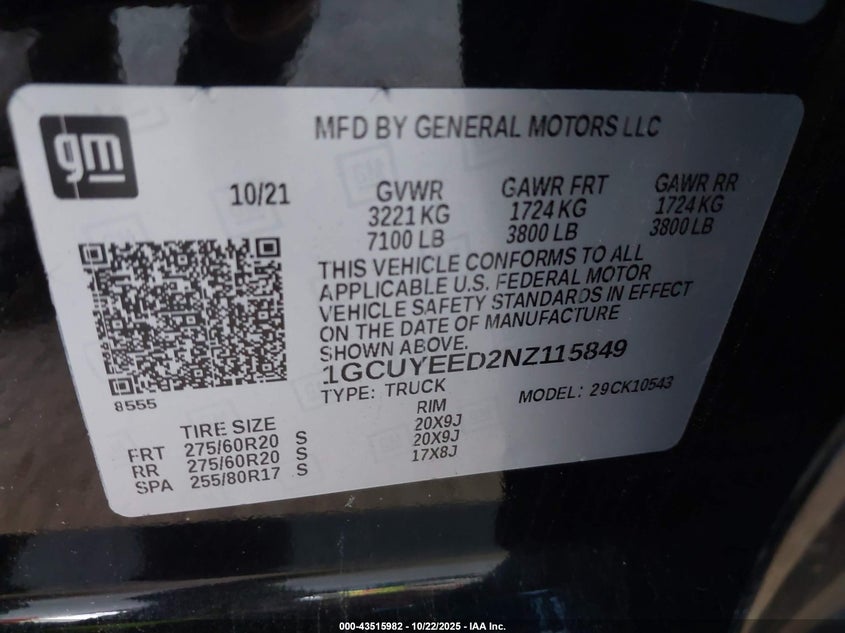 gm
MFD BY GENERAL MOTORS LLC
10/21
GVWR GAWR FRT GAWR RR
3221 KG 1724 KG 1724 KG
7100 LB 3800 LB 3800 LB
THIS VEHICLE CONFORMS TO ALL
APPLICABLE U.S. FEDERAL MOTOR
VEHICLE SAFETY STANDARDS IN EFFECT
ON THE DATE OF MANUFACTURE
SHOWN ABOVE.
1GCUYEED2NZ115849
TYPE: TRUCK MODEL: 29CK10543
8555
TIRE SIZE RIM
FRT 275/60R20 S 20X9J
RR 275/60R20 S 20X9J
SPA 255/80R17 S 17X8J
000-43515982 - 10/22/2025 - IAA Inc.